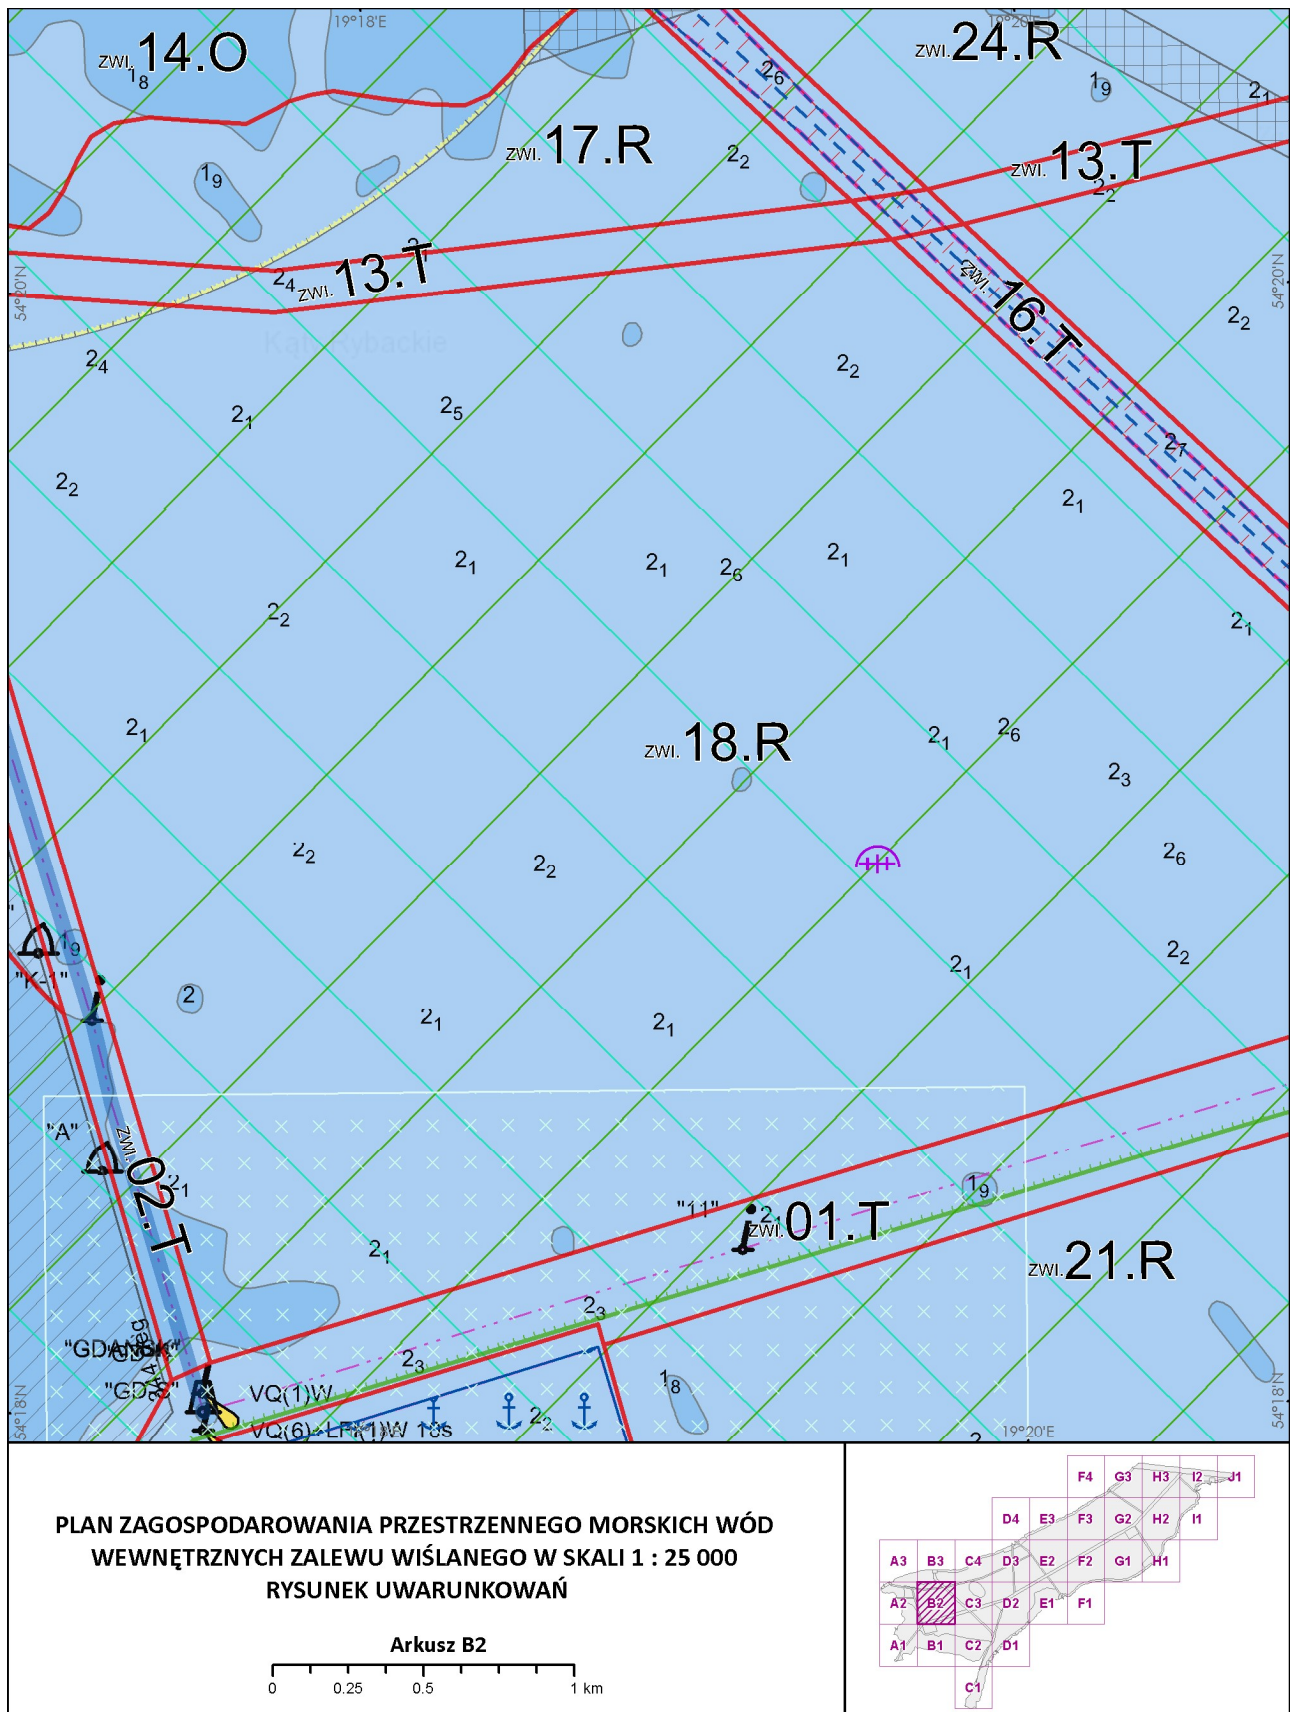 19°18'E
19°20'E
ZWI.14.O
ZWI.24.R
1₈
2₆
1₉
2₁
ZWI.17.R
2₂
ZWI.13.T
2₂
1₉
2₄
ZWI.13.T
54°20'N
54°20'N
ZWI.16.T
2₂
Kąty Rybackie
2₄
2₂
2₁
2₅
2₇
2₂
2₁
2₁
2₁
2₆
2₁
2₂
2₁
2₁
ZWI.18.R
2₁
2₆
2₃
2₂
2₂
2₆
1₉
"K-1"
2
2₁
2₂
2₁
2₁
"A"
ZWI.02.T
2₁
1₉
"11"
2₁
ZWI.01.T
2₁
ZWI.21.R
2₃
"GDAŃSK"
2₃
1₈
VQ(1)W
2₂
54°18'N
54°18'N
19°20'E
PLAN ZAGOSPODAROWANIA PRZESTRZENNEGO MORSKICH WÓD
WEWNĘTRZNYCH ZALEWU WIŚLANEGO W SKALI 1 : 25 000
RYSUNEK UWARUNKOWAŃ
Arkusz B2
0 0.25 0.5 1 km
F4 G3 H3 I2 J1
D4 E3 F3 G2 H2 I1
A3 B3 C4 D3 E2 F2 G1 H1
A2 B2 C3 D2 E1 F1
A1 B1 C2 D1
C1